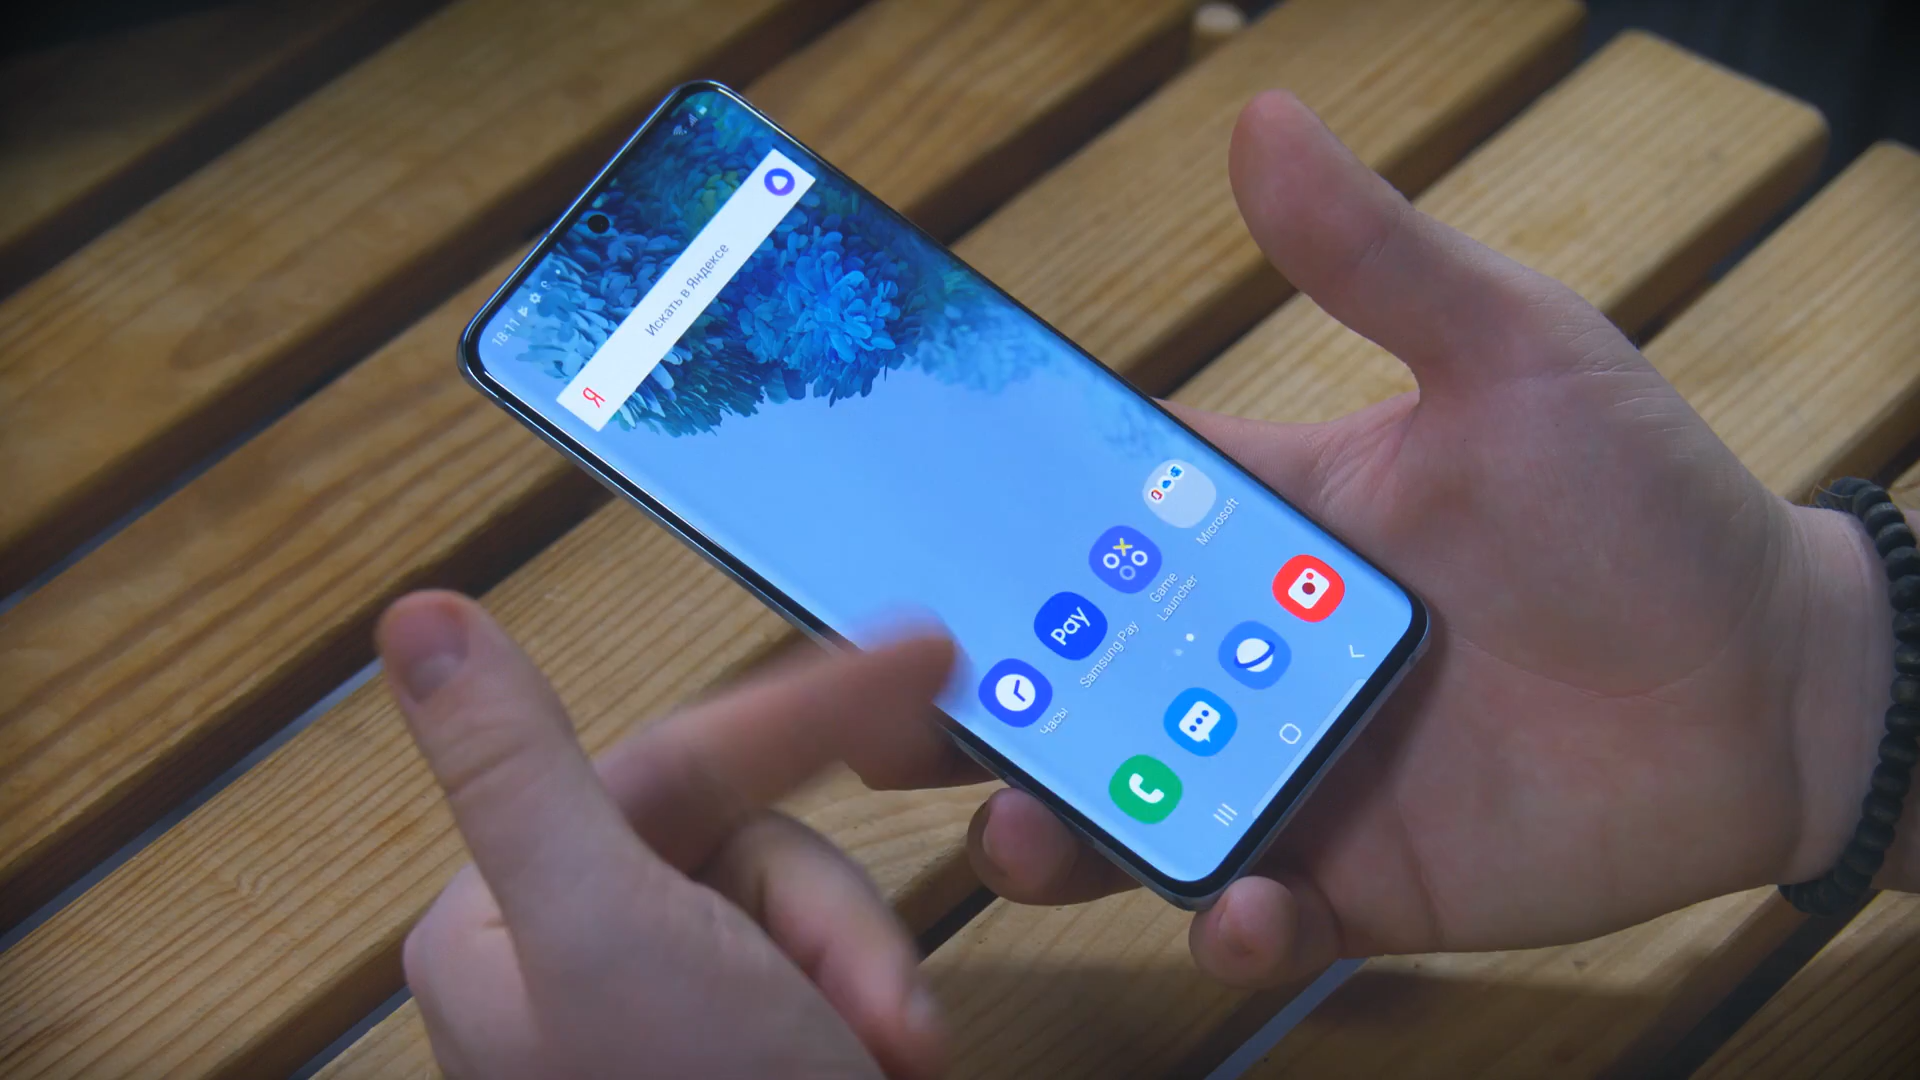 18:11
Я Искать в Яндексе
pay
Часы
Samsung Pay
Game
Launcher
Microsoft